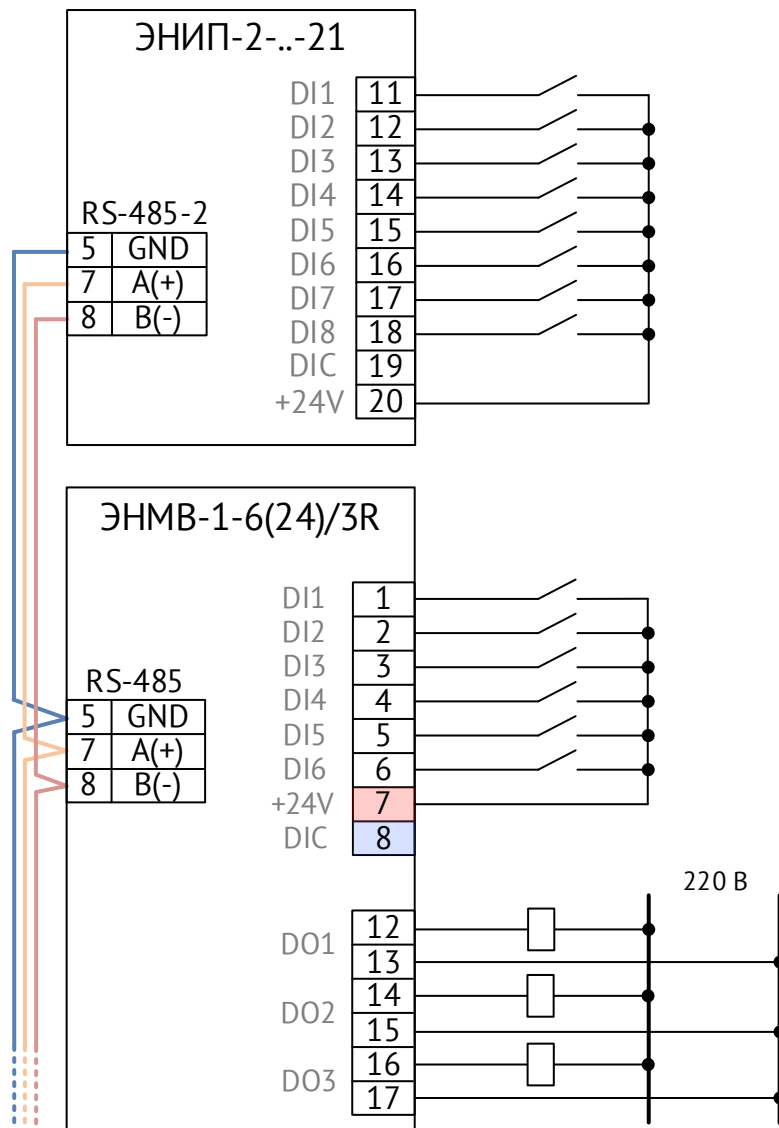 ЭНИП-2-..-21
DI1 11
DI2 12
DI3 13
DI4 14
RS-485-2
DI5 15
5 GND
DI6 16
7 A(+)
DI7 17
8 B(-)
DI8 18
DIC 19
+24V 20
ЭНМВ-1-6(24)/3R
DI1 1
DI2 2
DI3 3
RS-485
DI4 4
5 GND
DI5 5
7 A(+)
DI6 6
8 B(-)
+24V 7
DIC 8
220 В
DO1 12
13
DO2 14
15
DO3 16
17